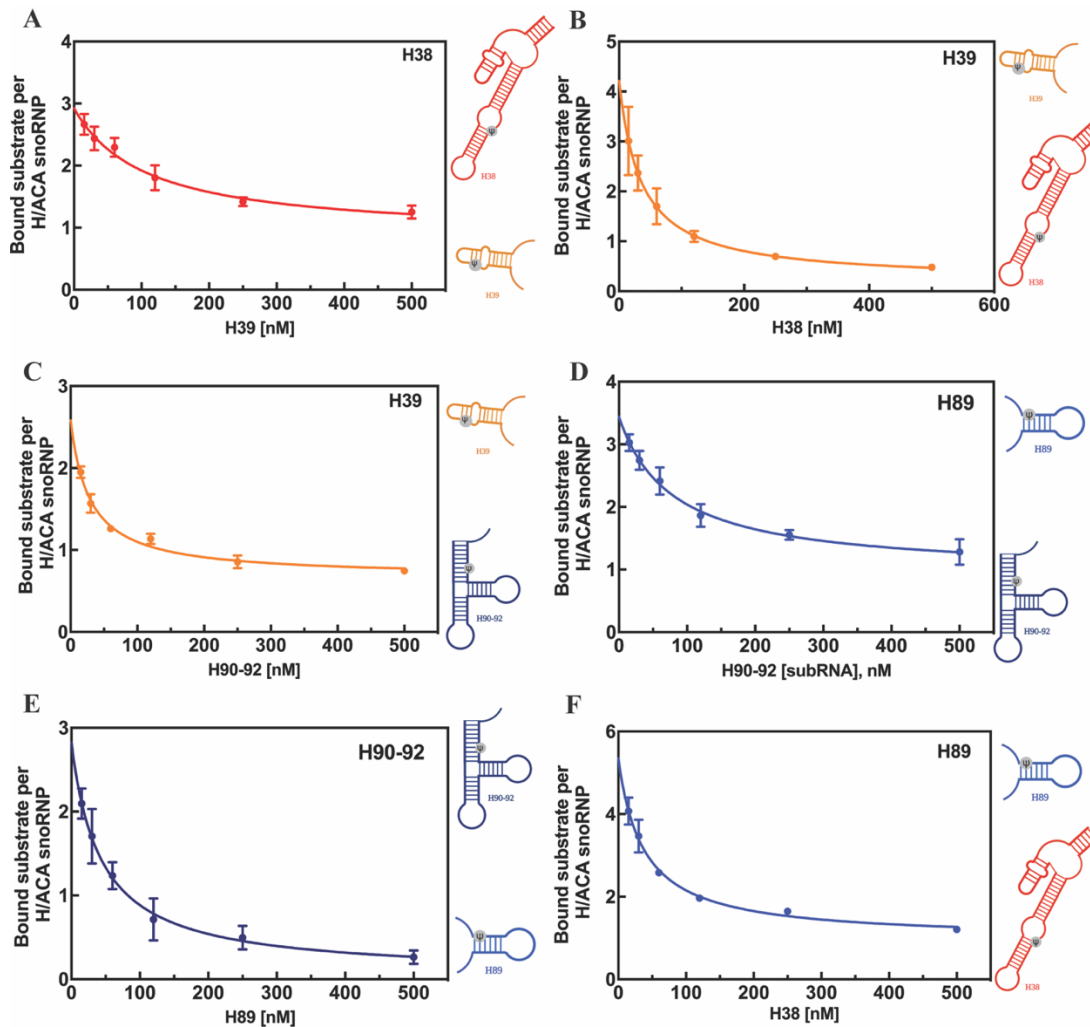 A
Bound substrate per
H/ACA snoRNP
4
3
2
1
0
0
100
200
300
400
500
H39 [nM]
H38
H38
Ψ
H39
Ψ
B
Bound substrate per
H/ACA snoRNP
5
4
3
2
1
0
0
200
400
600
H38 [nM]
H39
Ψ
H39
Ψ
H38
C
Bound substrate per
H/ACA snoRNP
3
2
1
0
0
100
200
300
400
500
H90-92 [nM]
H39
Ψ
H39
Ψ
H90-92
D
Bound substrate per
H/ACA snoRNP
4
3
2
1
0
0
100
200
300
400
500
H90-92 [subRNA], nM
H89
Ψ
H89
Ψ
H90-92
E
Bound substrate per
H/ACA snoRNP
3
2
1
0
0
100
200
300
400
500
H89 [nM]
H90-92
Ψ
H90-92
Ψ
H89
F
Bound substrate per
H/ACA snoRNP
6
4
2
0
0
100
200
300
400
500
H38 [nM]
H89
Ψ
H89
Ψ
H38